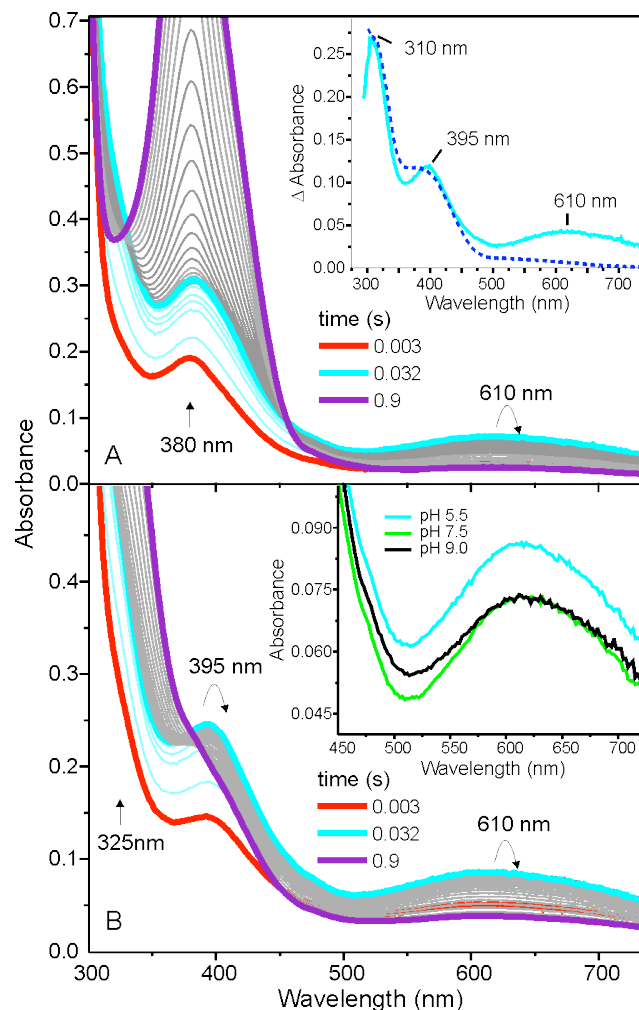 Absorbance
0.7
0.6
0.5
0.4
0.3
0.2
0.1
0.0
A
380 nm
610 nm
time (s)
0.003
0.032
0.9
Δ Absorbance
0.25
0.20
0.15
0.10
0.05
0.00
310 nm
395 nm
610 nm
300 400 500 600 700
Wavelength (nm)
0.4
0.3
0.2
0.1
0.0
B
325nm
395 nm
610 nm
time (s)
0.003
0.032
0.9
Absorbance
0.090
0.075
0.060
0.045
pH 5.5
pH 7.5
pH 9.0
450 500 550 600 650 700
Wavelength (nm)
300 400 500 600 700
Wavelength (nm)